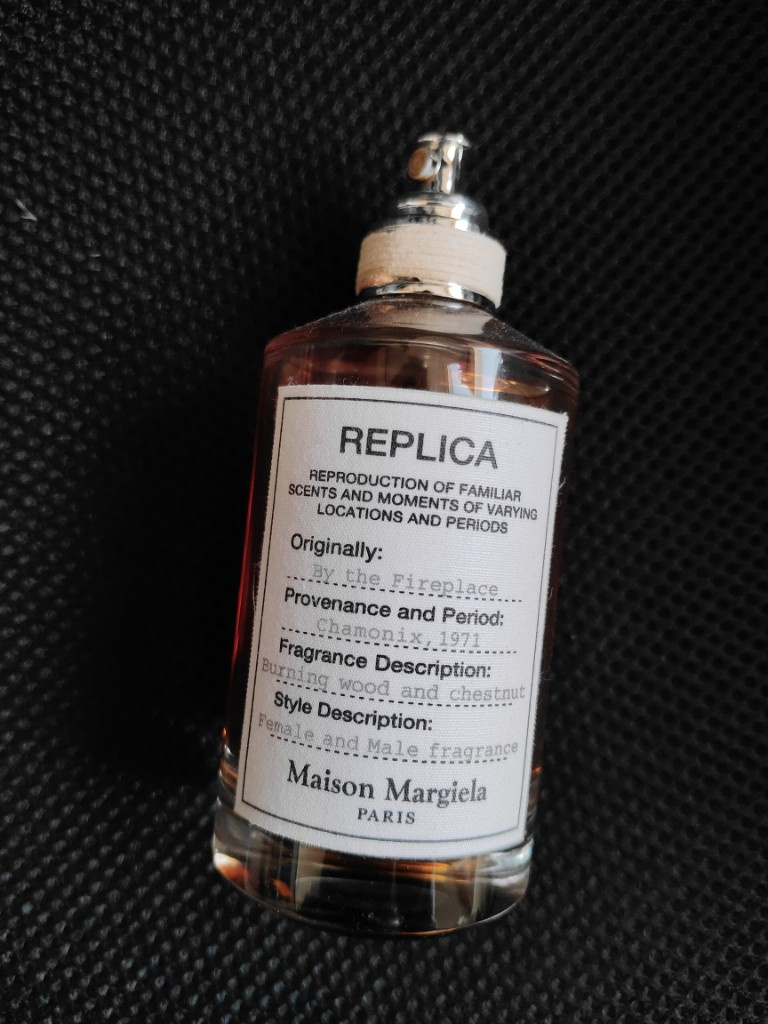 REPLICA
REPRODUCTION OF FAMILIAR
SCENTS AND MOMENTS OF VARYING
LOCATIONS AND PERIODS
Originally:
By the Fireplace
Provenance and Period:
Chamonix, 1971
Fragrance Description:
Burning wood and chestnut
Style Description:
Female and Male fragrance
Maison Margiela
PARIS